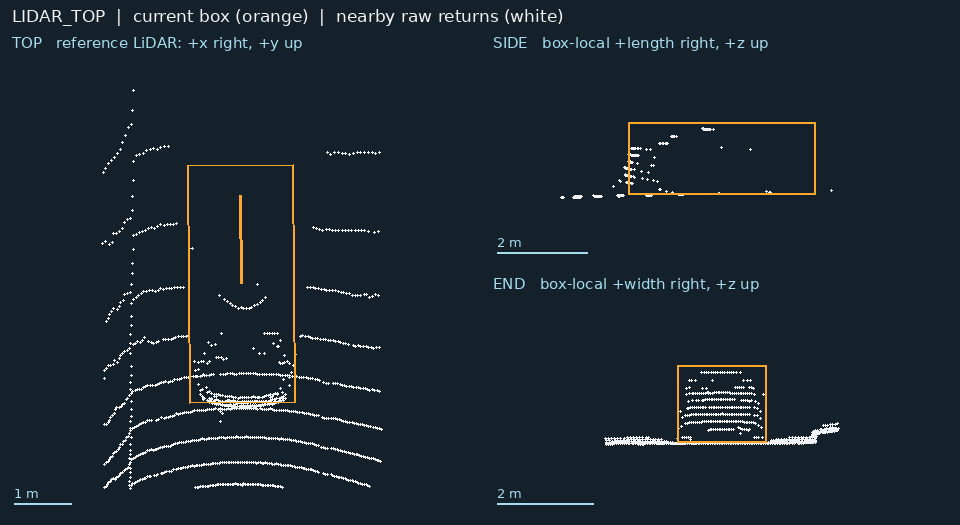 LIDAR_TOP | current box (orange) | nearby raw returns (white)
TOP reference LiDAR: +x right, +y up
SIDE box-local +length right, +z up
2 m
END box-local +width right, +z up
1 m
2 m